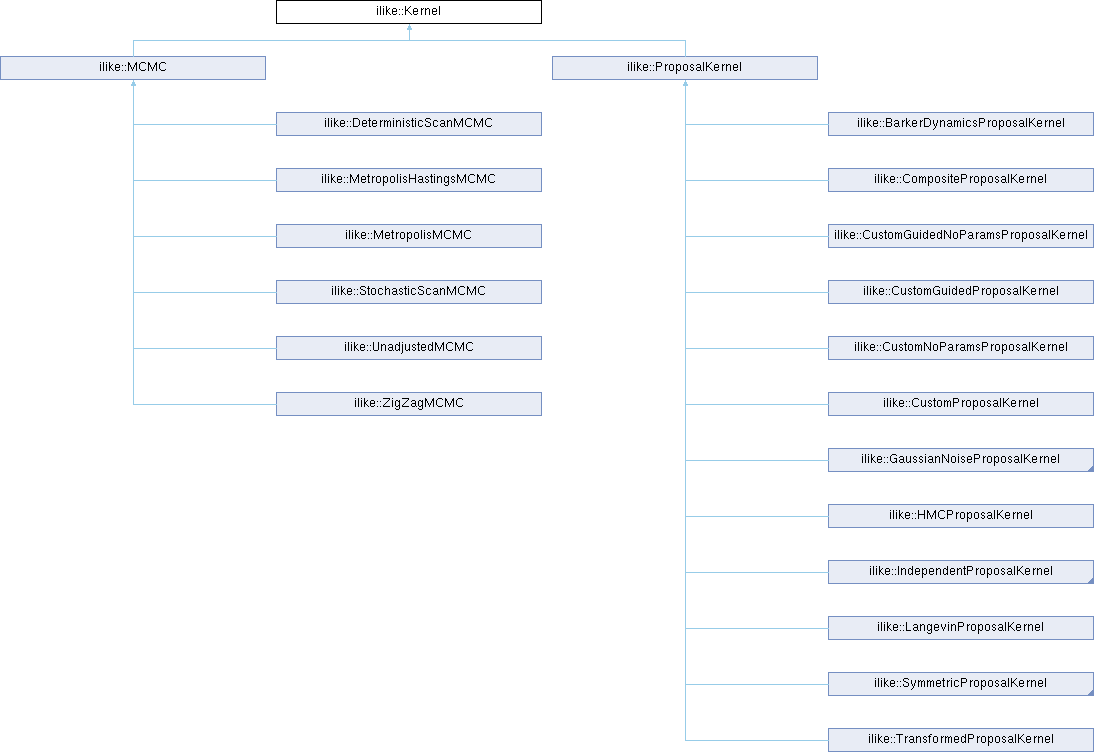 ilike::Kernel
ilike::MCMC
ilike::ProposalKernel
ilike::DeterministicScanMCMC
ilike::BarkerDynamicsProposalKernel
ilike::MetropolisHastingsMCMC
ilike::CompositeProposalKernel
ilike::MetropolisMCMC
ilike::CustomGuidedNoParamsProposalKernel
ilike::StochasticScanMCMC
ilike::CustomGuidedProposalKernel
ilike::UnadjustedMCMC
ilike::CustomNoParamsProposalKernel
ilike::ZigZagMCMC
ilike::CustomProposalKernel
ilike::GaussianNoiseProposalKernel
ilike::HMCProposalKernel
ilike::IndependentProposalKernel
ilike::LangevinProposalKernel
ilike::SymmetricProposalKernel
ilike::TransformedProposalKernel